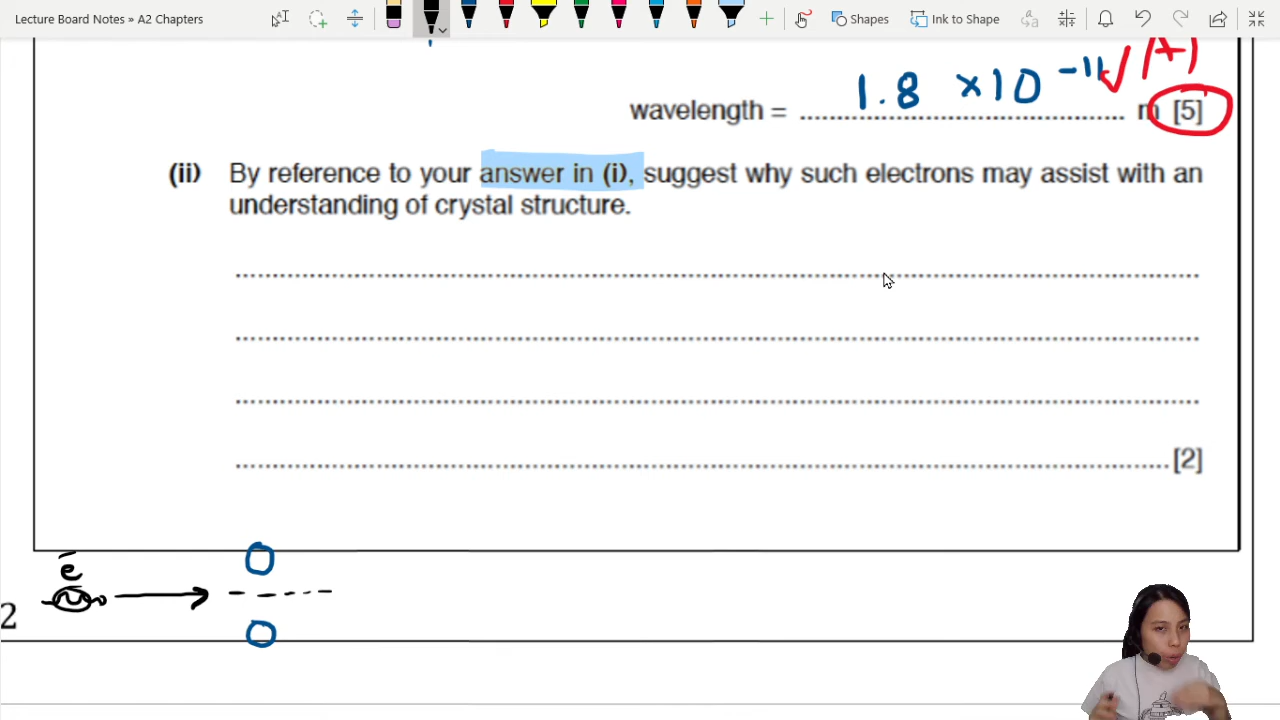 Lecture Board Notes » A2 Chapters
Shapes
Ink to Shape
wavelength = 1.8 ×10⁻¹¹ m [5]
(ii) By reference to your answer in (i), suggest why such electrons may assist with an
understanding of crystal structure.
[2]
e
2